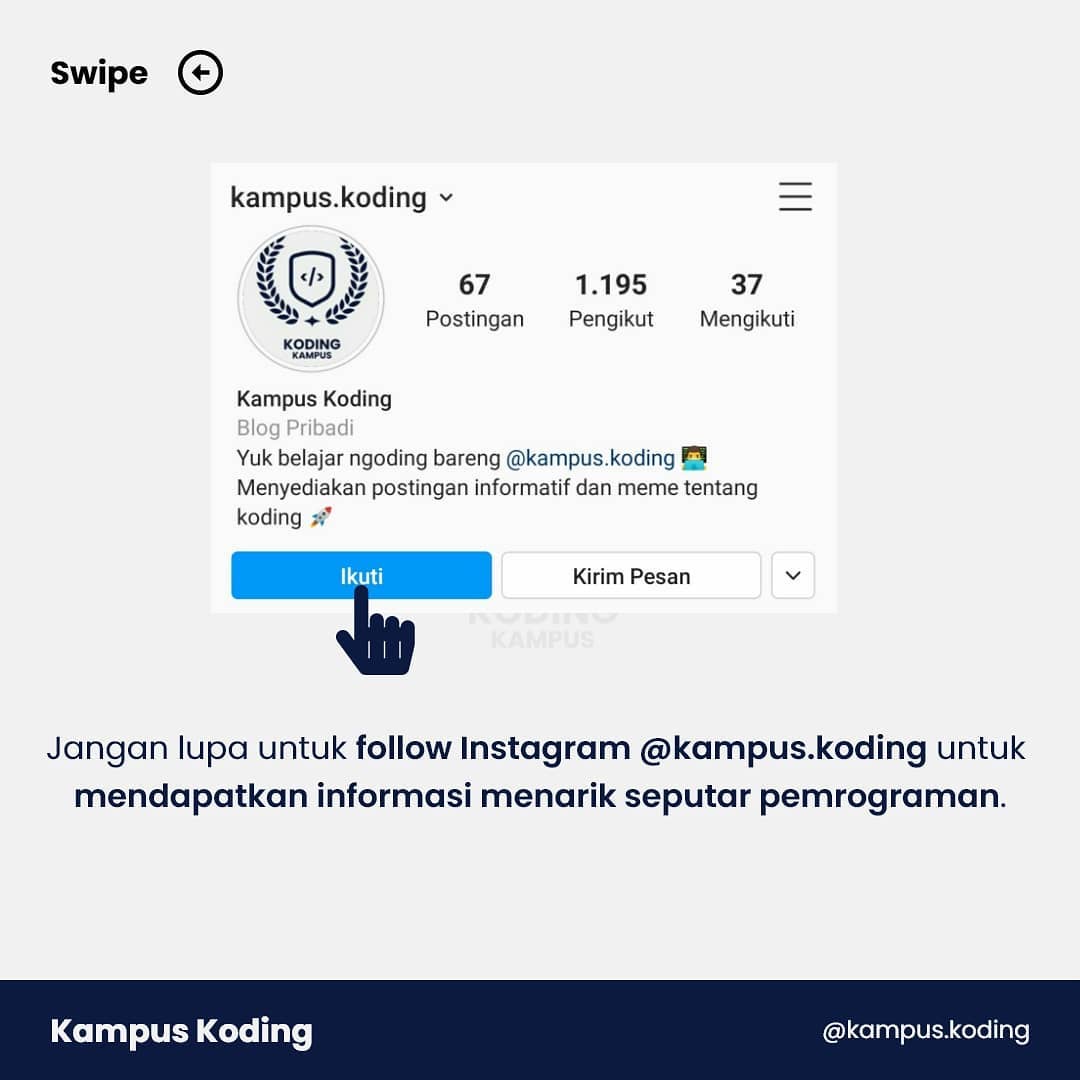 Swipe
kampus.koding
</>
KODING
KAMPUS
67 1.195 37
Postingan Pengikut Mengikuti
Kampus Koding
Blog Pribadi
Yuk belajar ngoding bareng @kampus.koding 👨‍💻
Menyediakan postingan informatif dan meme tentang
koding 🚀
Ikuti Kirim Pesan
KODING
KAMPUS
Jangan lupa untuk follow Instagram @kampus.koding untuk
mendapatkan informasi menarik seputar pemrograman.
Kampus Koding @kampus.koding